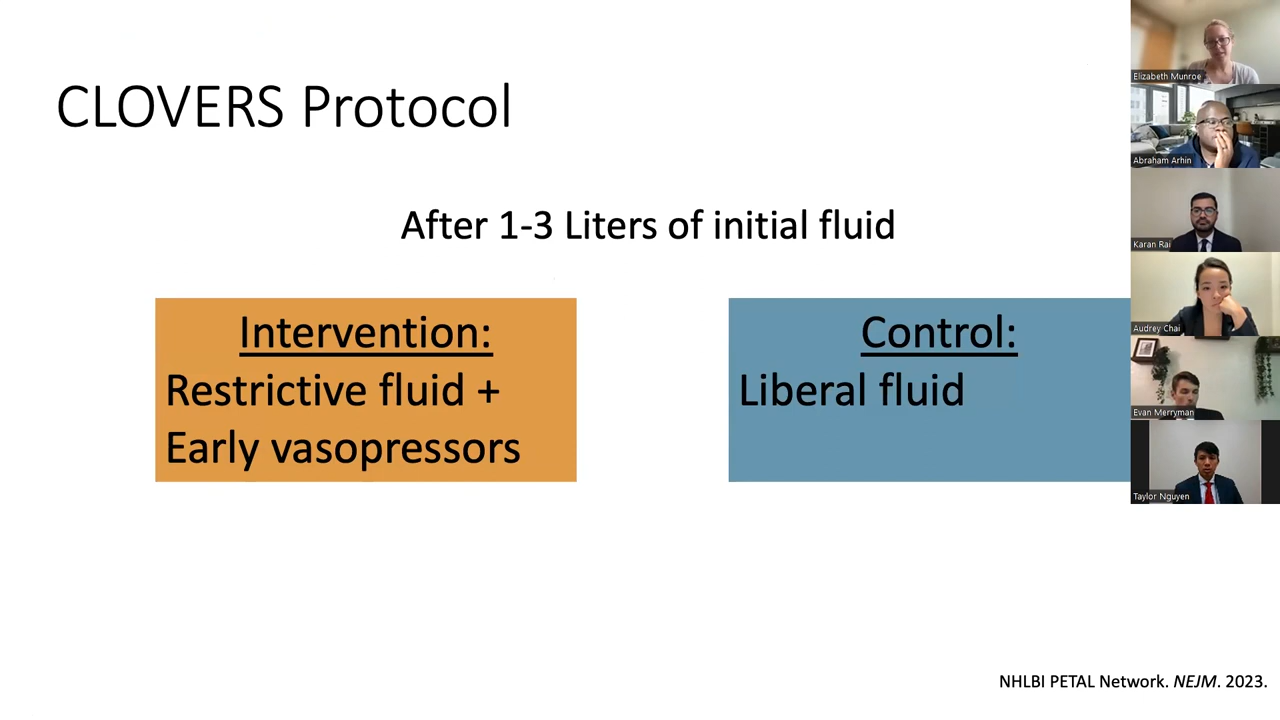 CLOVERS Protocol
After 1-3 Liters of initial fluid
Intervention:
Restrictive fluid +
Early vasopressors
Control:
Liberal fluid
NHLBI PETAL Network. NEJM. 2023.
Elizabeth Munroe
Abraham Arhin
Karan Rai
Audrey Chai
Evan Merryman
Taylor Nguyen